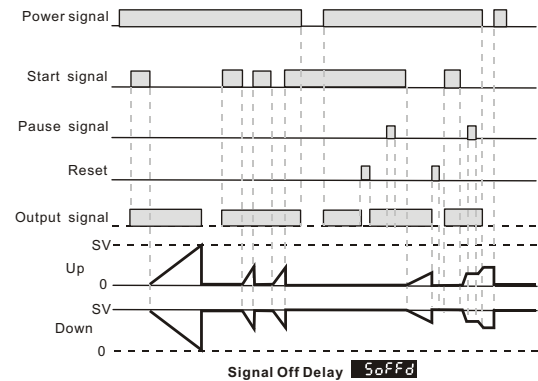 Power signal
Start signal
Pause signal
Reset
Output signal
SV
Up
0
SV
Down
0
Signal Off Delay SoFFd